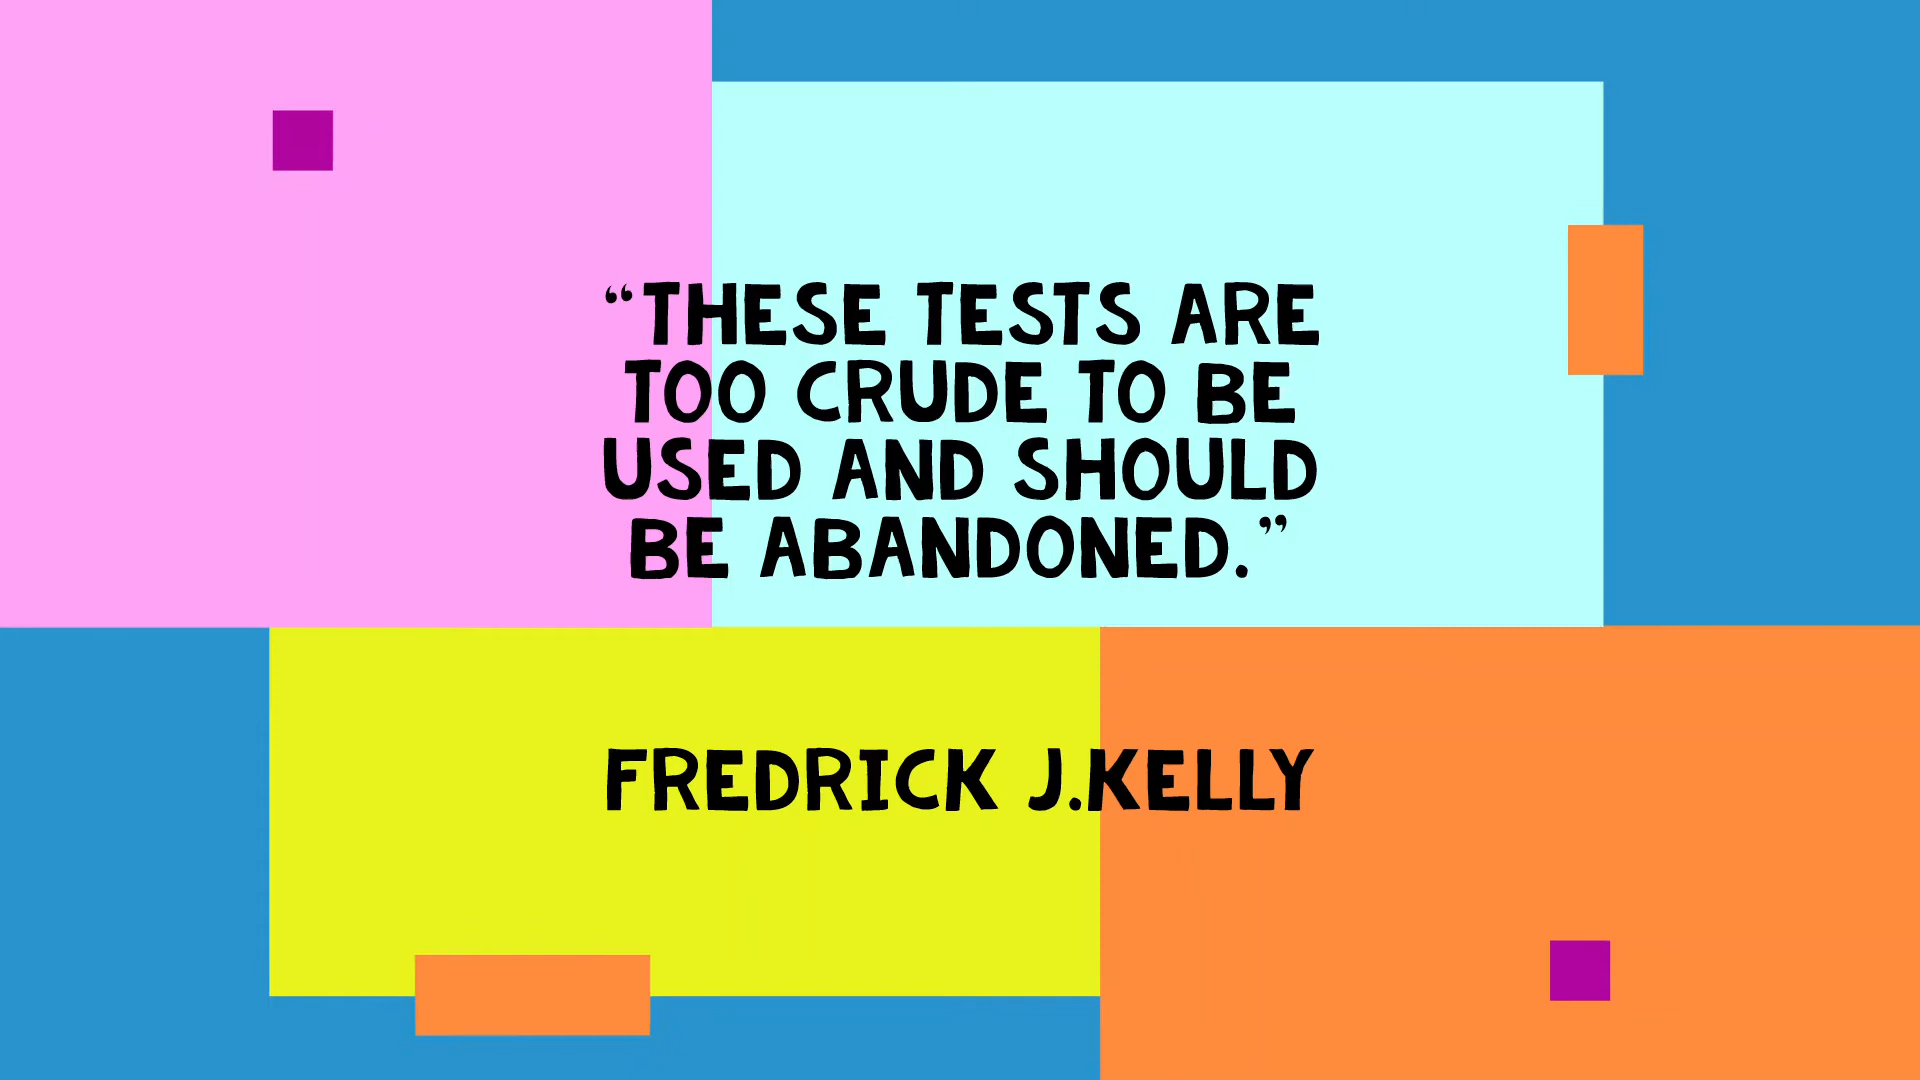 “THESE TESTS ARE
TOO CRUDE TO BE
USED AND SHOULD
BE ABANDONED.”
FREDRICK J.KELLY